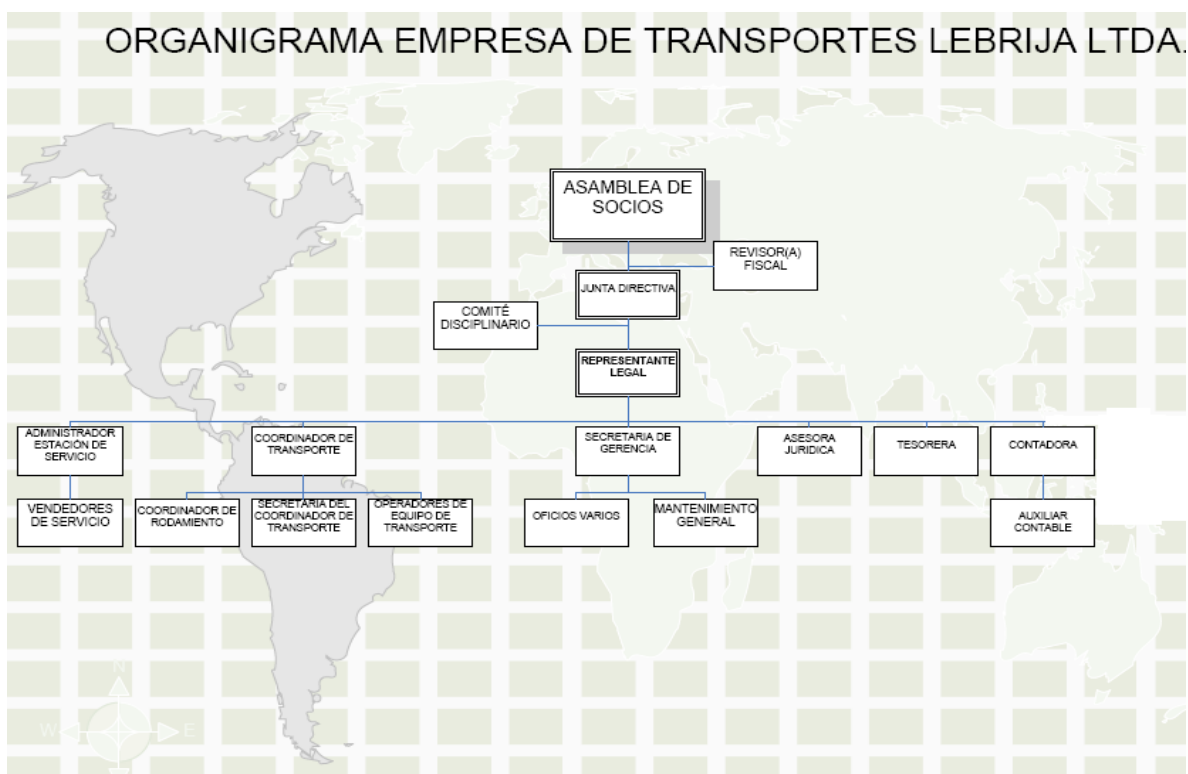 ORGANIGRAMA EMPRESA DE TRANSPORTES LEBRIJA LTDA.
ASAMBLEA DE
SOCIOS
REVISOR(A)
FISCAL
JUNTA DIRECTIVA
COMITÉ
DISCIPLINARIO
REPRESENTANTE
LEGAL
ADMINISTRADOR
ESTACIÓN DE
SERVICIO
COORDINADOR DE
TRANSPORTE
SECRETARIA DE
GERENCIA
ASESORA
JURIDICA
TESORERA
CONTADORA
VENDEDORES
DE SERVICIO
COORDINADOR DE
RODAMIENTO
SECRETARIA DEL
COORDINADOR DE
TRANSPORTE
OPERADORES DE
EQUIPO DE
TRANSPORTE
OFICIOS VARIOS
MANTENIMIENTO
GENERAL
AUXILIAR
CONTABLE
N
W
E